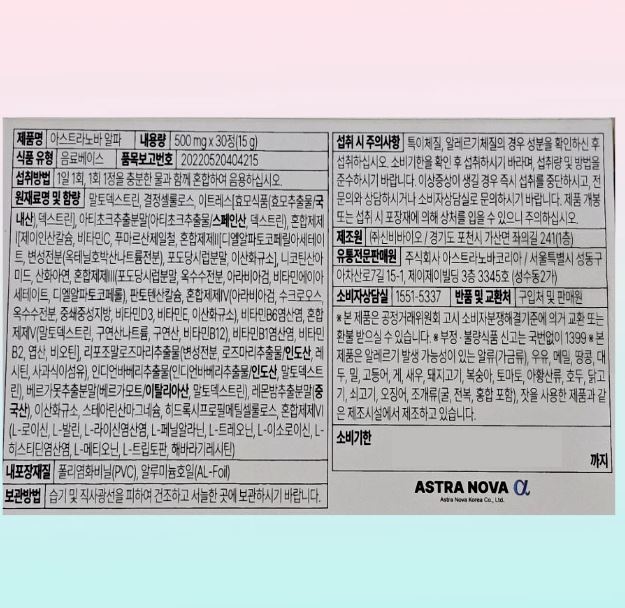 제품명 아스트라노바 알파 내용량 500 mg x 30정(15 g)
식품 유형 음료베이스 품목보고번호 20220520404215
섭취방법 1일 1회, 1회 1정을 충분한 물과 함께 혼합하여 음용하십시오.
원재료명 및 함량 말토덱스트린, 결정셀룰로스, 이트레스[효모식품(효모추출물/국
내산), 덱스트린], 아티초크추출분말(아티초크추출물/스페인산, 덱스트린), 혼합제제
I[제이인산칼슘, 비타민C, 푸마르산제일철, 혼합제제II(디엘알파토코페릴아세테이
트, 변성전분(옥테닐호박산나트륨전분), 포도당시럽분말, 이산화규소], 니코틴산아
미드, 산화아연, 혼합제제III(포도당시럽분말, 옥수수전분, 아라비아검, 비타민에이아
세테이트, 디엘알파토코페롤), 판토텐산칼슘, 혼합제제IV(아라비아검, 수크로오스,
옥수수전분, 중쇄중성지방, 비타민D3, 비타민E, 이산화규소), 비타민B6염산염, 혼합
제제V(말토덱스트린, 구연산나트륨, 구연산, 비타민B12), 비타민B1염산염, 비타민
B2, 엽산, 비오틴], 리포좀알로즈마리추출물(변성전분, 로즈마리추출물/인도산, 레
시틴, 사과식이섬유), 인디언바베리추출물(인디언바베리추출물/인도산, 말토덱스트
린), 베르가못추출분말(베르가모트/이탈리아산, 말토덱스트린), 레몬밤추출분말(중
국산), 이산화규소, 스테아린산마그네슘, 히드록시프로필메틸셀룰로스, 혼합제제VI
(L-로이신, L-발린, L-라이신염산염, L-페닐알라닌, L-트레오닌, L-이소로이신, L-
히스티딘염산염, L-메티오닌, L-트립토판, 해바라기레시틴)
내포장재질 폴리염화비닐(PVC), 알루미늄호일(AL-Foil)
보관방법 습기 및 직사광선을 피하여 건조하고 서늘한 곳에 보관하시기 바랍니다.
섭취 시 주의사항 특이체질, 알레르기체질의 경우 성분을 확인하신 후
섭취하십시오. 소비기한을 확인 후 섭취하시기 바라며, 섭취량 및 방법을
준수하시기 바랍니다. 이상증상이 생길 경우 즉시 섭취를 중단하시고, 전
문의와 상담하시거나 소비자상담실로 문의하시기 바랍니다. 제품 개봉
또는 섭취 시 포장재에 의해 상처를 입을 수 있으니 주의하십시오.
제조원 ㈜신비바이오 / 경기도 포천시 가산면 좌의길 241(1층)
유통전문판매원 주식회사 아스트라노바코리아 / 서울특별시 성동구
아차산로7길 15-1, 제이제이빌딩 3층 3345호 (성수동2가)
소비자상담실 1551-5337 반품 및 교환처 구입처 및 판매원
※ 본 제품은 공정거래위원회 고시 소비자분쟁해결기준에 의거 교환 또는
환불 받으실 수 있습니다. ※ 부정·불량식품 신고는 국번없이 1399 ※ 본
제품은 알레르기 발생 가능성이 있는 알류(가금류), 우유, 메밀, 땅콩, 대
두, 밀, 고등어, 게, 새우, 돼지고기, 복숭아, 토마토, 아황산류, 호두, 닭고
기, 쇠고기, 오징어, 조개류(굴, 전복, 홍합 포함), 잣을 사용한 제품과 같
은 제조시설에서 제조하고 있습니다.
소비기한
까지
ASTRA NOVA α
Astra Nova Korea Co., Ltd.